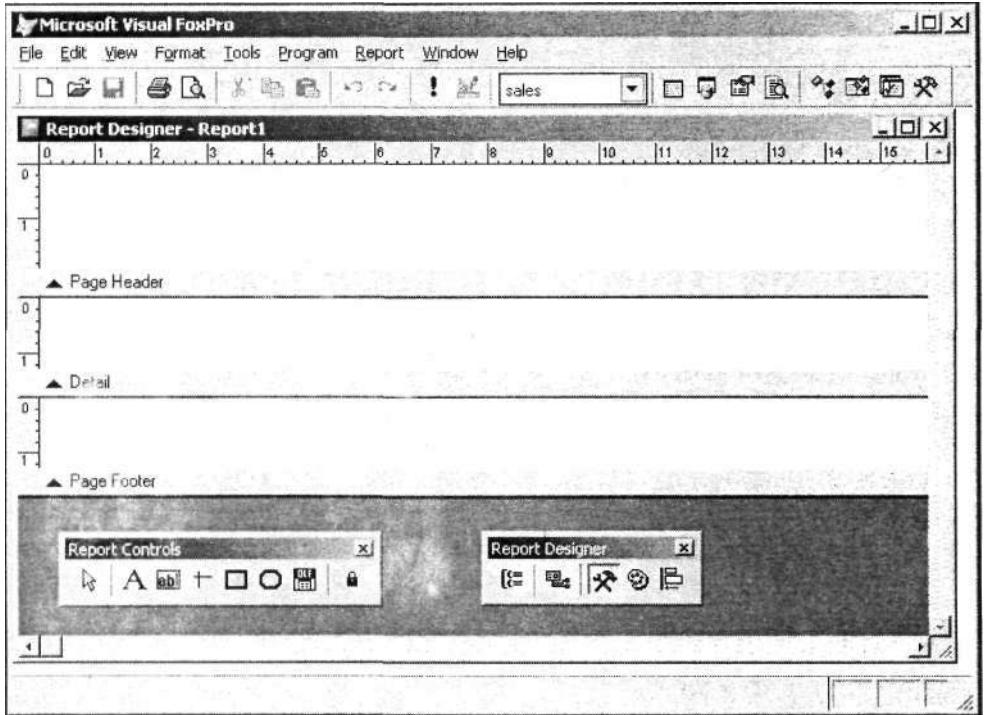 Microsoft Visual FoxPro
File Edit View Format Tools Program Report Window Help
sales
Report Designer - Report1
0 1 2 3 4 5 6 7 8 9 10 11 12 13 14 15
0
1
Page Header
0
1
Detail
0
1
Page Footer
Report Controls
Report Designer
A ab OLE